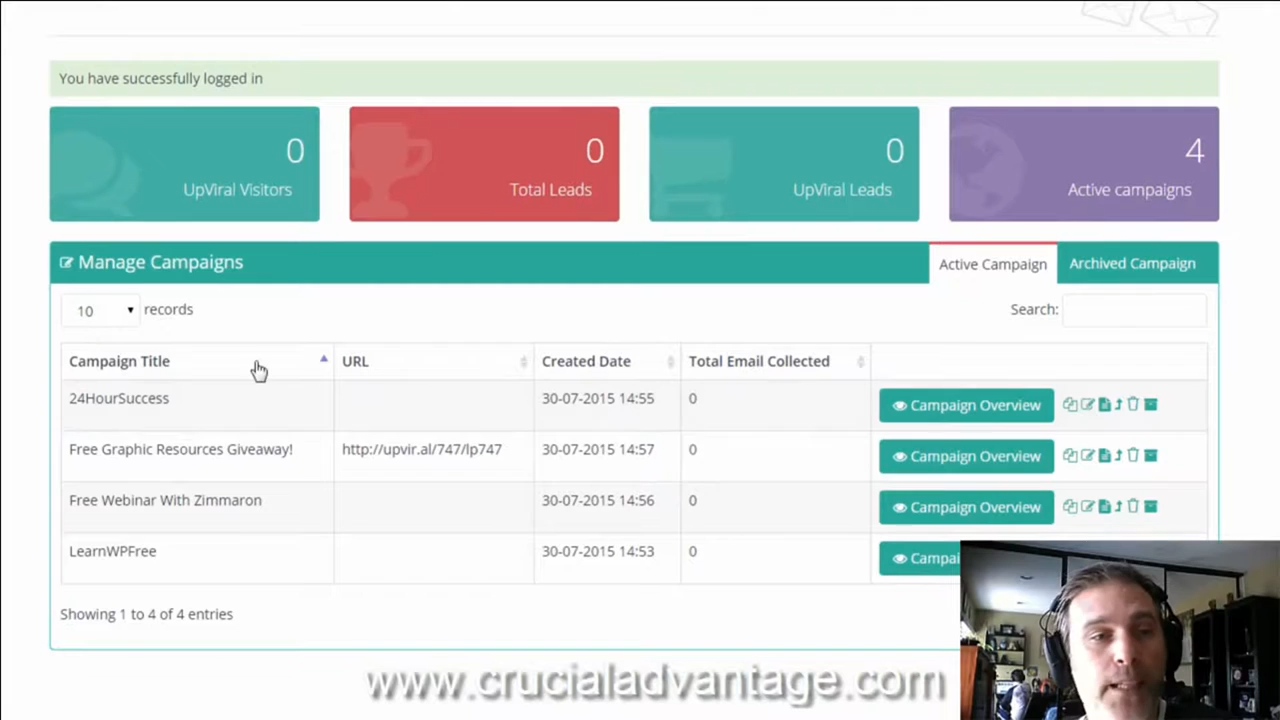 You have successfully logged in
0
UpViral Visitors
0
Total Leads
0
UpViral Leads
4
Active campaigns
Manage Campaigns
Active Campaign
Archived Campaign
10 records
Search:
Campaign Title URL Created Date Total Email Collected
24HourSuccess 30-07-2015 14:55 0 Campaign Overview
Free Graphic Resources Giveaway! http://upvir.al/747/lp747 30-07-2015 14:57 0 Campaign Overview
Free Webinar With Zimmaron 30-07-2015 14:56 0 Campaign Overview
LearnWPFree 30-07-2015 14:53 0 Campai
Showing 1 to 4 of 4 entries
www.crucialadvantage.com